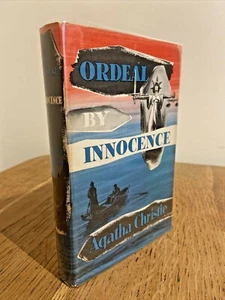 ORDEAL
BY
INNOCENCE
Agatha Christie